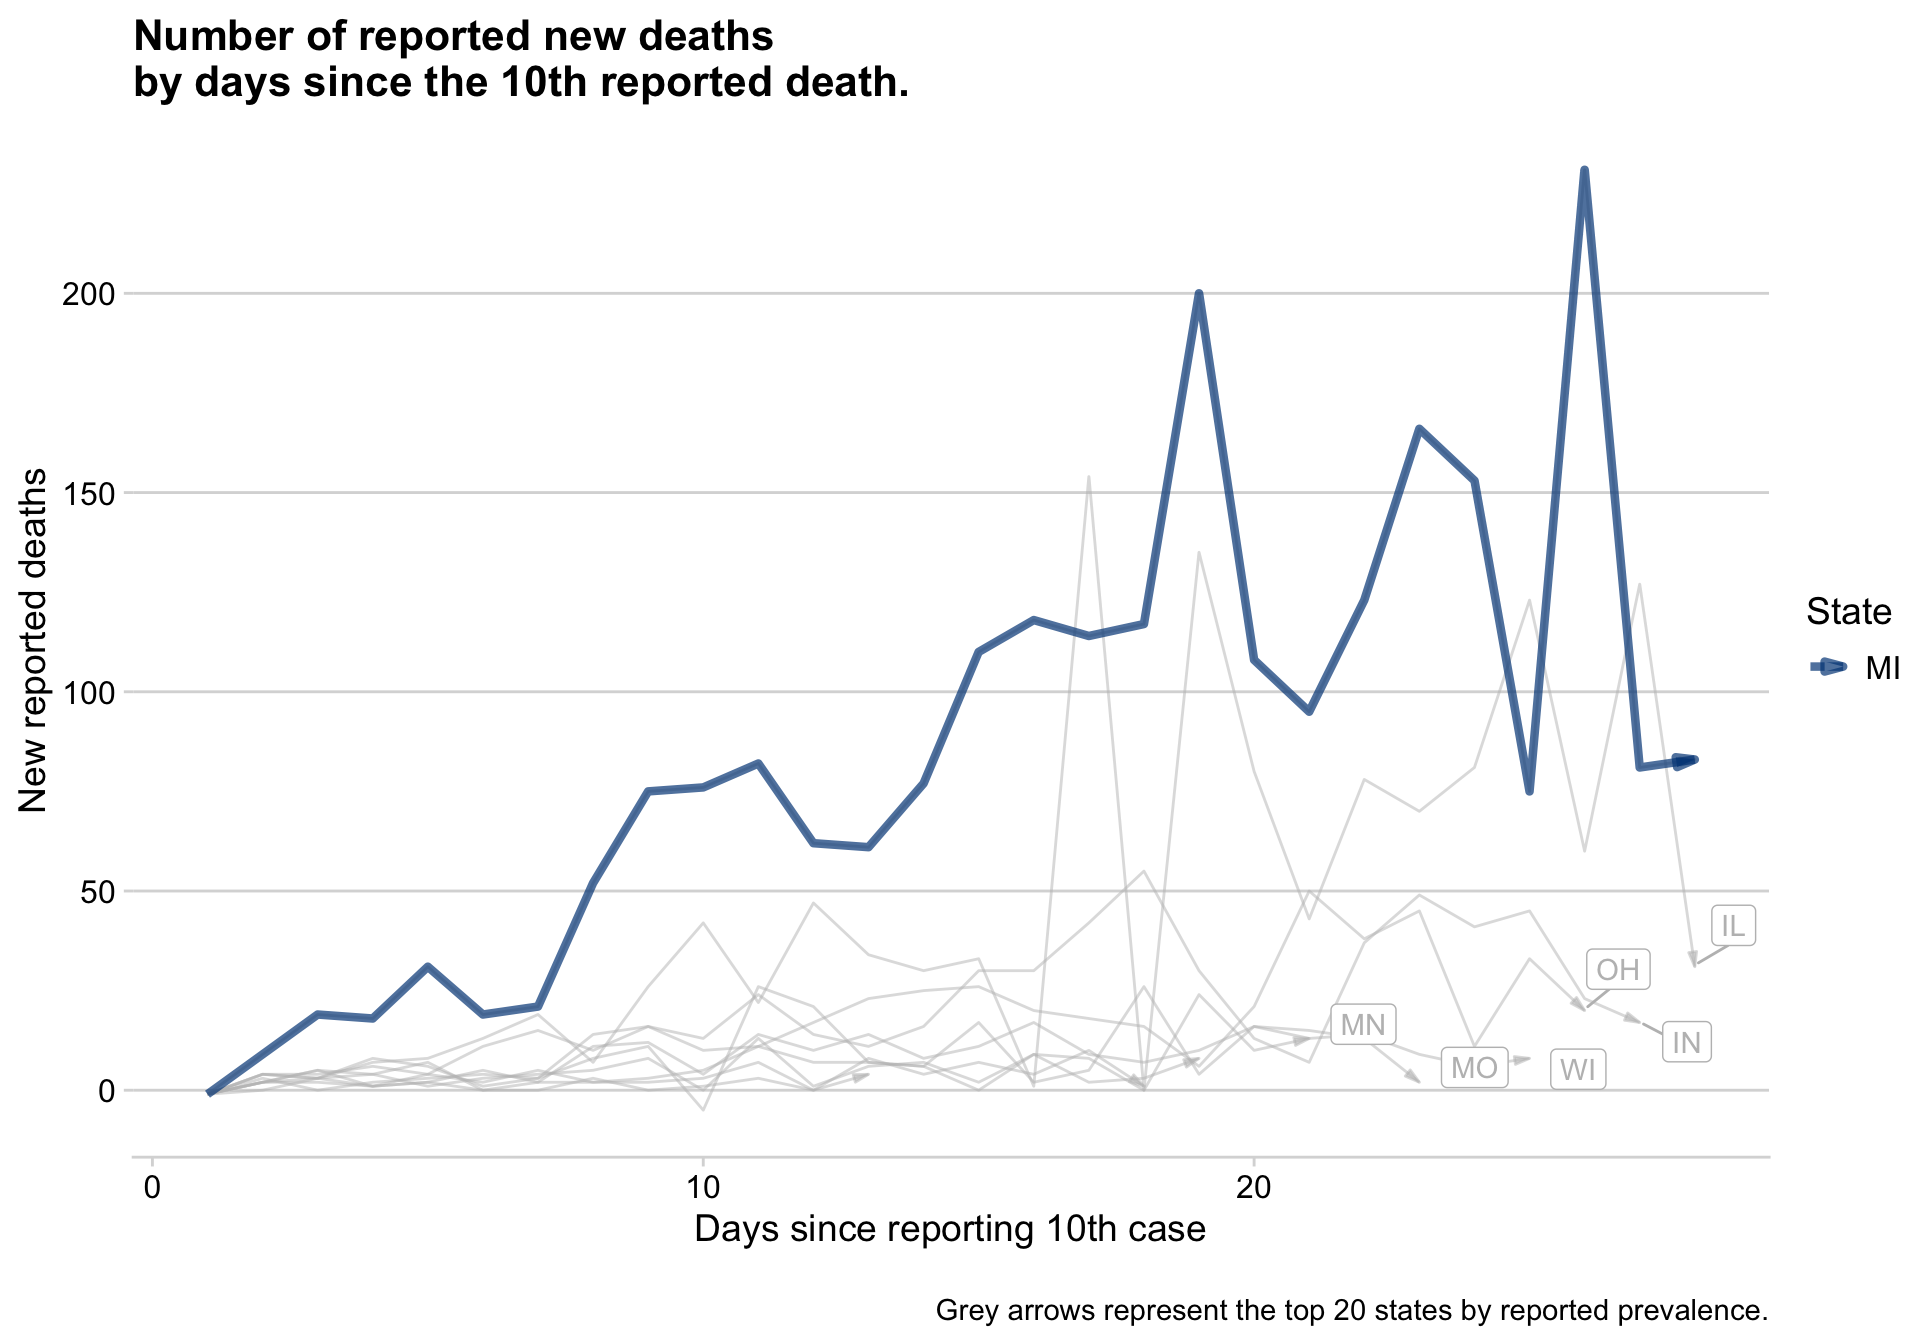 Number of reported new deaths
by days since the 10th reported death.
New reported deaths
200
150
100
50
0
0
10
20
Days since reporting 10th case
IL
OH
MN
IN
MO
WI
State
MI
Grey arrows represent the top 20 states by reported prevalence.